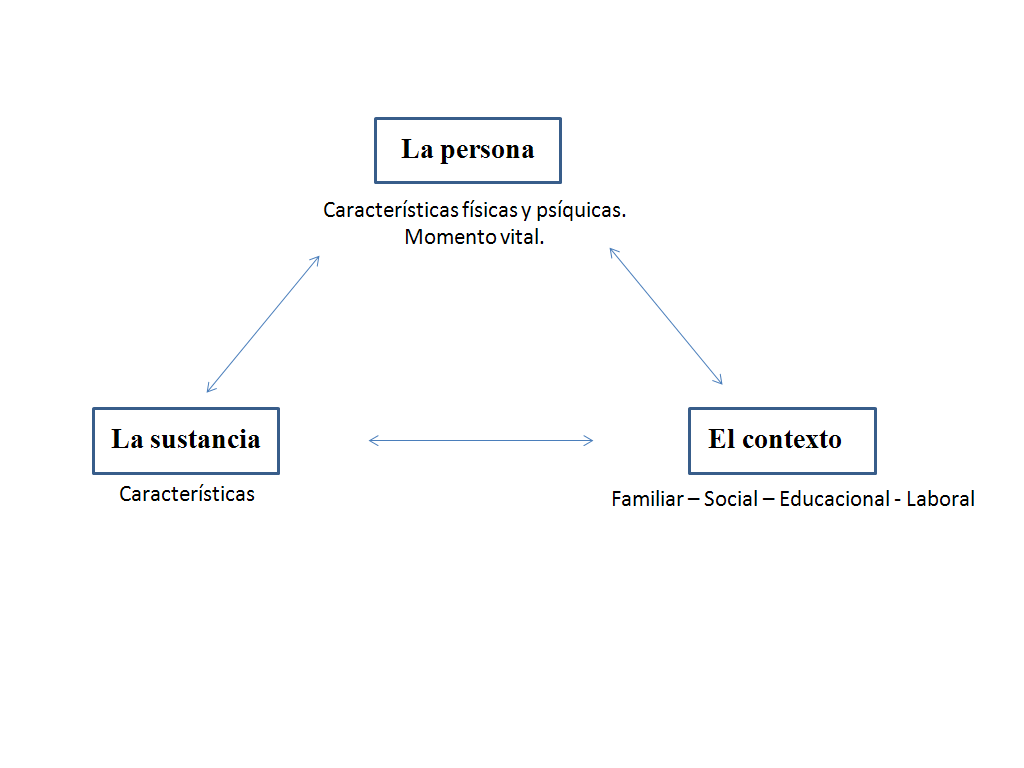 La persona
Características físicas y psíquicas.
Momento vital.
La sustancia
Características
El contexto
Familiar – Social – Educacional - Laboral